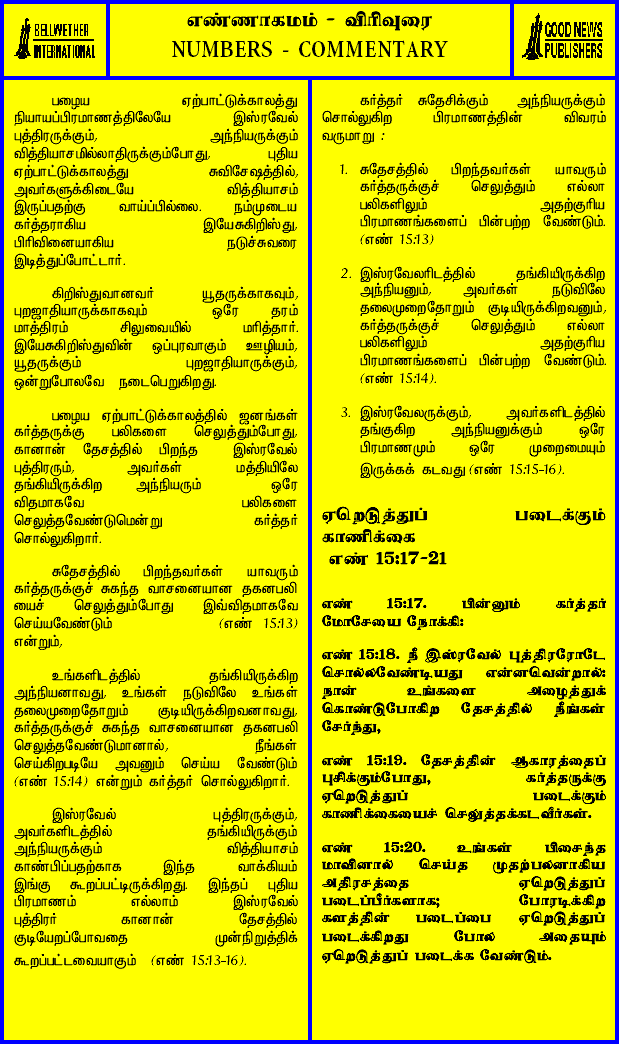 BELLWETHER
INTERNATIONAL
எண்ணாகமம் - விரிவுரை
NUMBERS - COMMENTARY
GOOD NEWS
PUBLISHERS
பழைய ஏற்பாட்டுக்காலத்து
நியாயப்பிரமாணத்திலேயே இஸ்ரவேல்
புத்திரருக்கும், அந்நியருக்கும்
வித்தியாசமில்லாதிருக்கும்போது, புதிய
ஏற்பாட்டுக்காலத்து சுவிசேஷத்தில்,
அவர்களுக்கிடையே வித்தியாசம்
இருப்பதற்கு வாய்ப்பில்லை. நம்முடைய
கர்த்தராகிய இயேசுகிறிஸ்து,
பிரிவினையாகிய நடுச்சுவரை
இடித்துப்போட்டார்.
கிறிஸ்துவானவர் யூதருக்காகவும்,
புறஜாதியாருக்காகவும் ஒரே தரம்
மாத்திரம் சிலுவையில் மரித்தார்.
இயேசுகிறிஸ்துவின் ஒப்புரவாகும் ஊழியம்,
யூதருக்கும் புறஜாதியாருக்கும்,
ஒன்றுபோலவே நடைபெறுகிறது.
பழைய ஏற்பாட்டுக்காலத்தில் ஜனங்கள்
கர்த்தருக்கு பலிகளை செலுத்தும்போது,
கானான் தேசத்தில் பிறந்த இஸ்ரவேல்
புத்திரரும், அவர்கள் மத்தியிலே
தங்கியிருக்கிற அந்நியரும் ஒரே
விதமாகவே பலிகளை
செலுத்தவேண்டுமென்று கர்த்தர்
சொல்லுகிறார்.
சுதேசத்தில் பிறந்தவர்கள் யாவரும்
கர்த்தருக்குச் சுகந்த வாசனையான தகனபலி
யைச் செலுத்தும்போது இவ்விதமாகவே
செய்யவேண்டும் (எண் 15:13)
என்றும்,
உங்களிடத்தில் தங்கியிருக்கிற
அந்நியனாவது, உங்கள் நடுவிலே உங்கள்
தலைமுறைதோறும் குடியிருக்கிறவனாவது,
கர்த்தருக்குச் சுகந்த வாசனையான தகனபலி
செலுத்தவேண்டுமானால், நீங்கள்
செய்கிறபடியே அவனும் செய்ய வேண்டும்
(எண் 15:14) என்றும் கர்த்தர் சொல்லுகிறார்.
இஸ்ரவேல் புத்திரருக்கும்,
அவர்களிடத்தில் தங்கியிருக்கும்
அந்நியருக்கும் வித்தியாசம்
காண்பிப்பதற்காக இந்த வாக்கியம்
இங்கு கூறப்பட்டிருக்கிறது. இந்தப் புதிய
பிரமாணம் எல்லாம் இஸ்ரவேல்
புத்திரர் கானான் தேசத்தில்
குடியேறப்போவதை முன்நிறுத்திக்
கூறப்பட்டவையாகும் (எண் 15:13-16).
கர்த்தர் சுதேசிக்கும் அந்நியருக்கும்
சொல்லுகிற பிரமாணத்தின் விவரம்
வருமாறு :
1. சுதேசத்தில் பிறந்தவர்கள் யாவரும்
கர்த்தருக்குச் செலுத்தும் எல்லா
பலிகளிலும் அதற்குரிய
பிரமாணங்களைப் பின்பற்ற வேண்டும்.
(எண் 15:13)
2. இஸ்ரவேலரிடத்தில் தங்கியிருக்கிற
அந்நியனும், அவர்கள் நடுவிலே
தலைமுறைதோறும் குடியிருக்கிறவனும்,
கர்த்தருக்குச் செலுத்தும் எல்லா
பலிகளிலும் அதற்குரிய
பிரமாணங்களைப் பின்பற்ற வேண்டும்.
(எண் 15:14).
3. இஸ்ரவேலருக்கும், அவர்களிடத்தில்
தங்குகிற அந்நியனுக்கும் ஒரே
பிரமாணமும் ஒரே முறைமையும்
இருக்கக் கடவது (எண் 15:15-16).
ஏறெடுத்துப் படைக்கும்
காணிக்கை
எண் 15:17-21
எண் 15:17. பின்னும் கர்த்தர்
மோசேயை நோக்கி:
எண் 15:18. நீ இஸ்ரவேல் புத்திரரோடே
சொல்லவேண்டியது என்னவென்றால்:
நான் உங்களை அழைத்துக்
கொண்டுபோகிற தேசத்தில் நீங்கள்
சேர்ந்து,
எண் 15:19. தேசத்தின் ஆகாரத்தைப்
புசிக்கும்போது, கர்த்தருக்கு
ஏறெடுத்துப் படைக்கும்
காணிக்கையைச் செலுத்தக்கடவீர்கள்.
எண் 15:20. உங்கள் பிசைந்த
மாவினால் செய்த முதற்பலனாகிய
அதிரசத்தை ஏறெடுத்துப்
படைப்பீர்களாக; போரடிக்கிற
களத்தின் படைப்பை ஏறெடுத்துப்
படைக்கிறது போல அதையும்
ஏறெடுத்துப் படைக்க வேண்டும்.